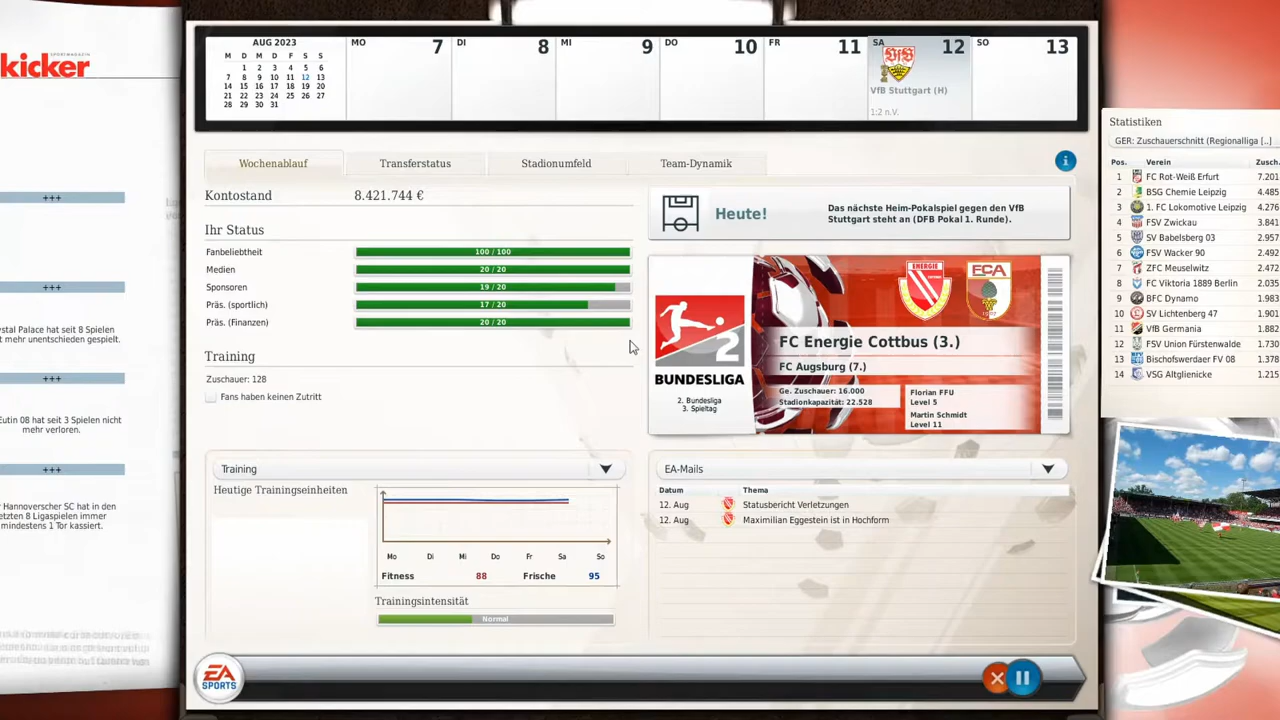 SPORTMAGAZIN
kicker
+++
+++
ystal Palace hat seit 8 Spielen
t mehr unentschieden gespielt.
+++
Eutin 08 hat seit 3 Spielen nicht
mehr verloren.
+++
Hannoverscher SC hat in den
etzten 8 Ligaspielen immer
mindestens 1 Tor kassiert.
AUG 2023
M D M D F S S
1 2 3 4 5 6
7 8 9 10 11 12 13
14 15 16 17 18 19 20
21 22 23 24 25 26 27
28 29 30 31
MO 7
DI 8
MI 9
DO 10
FR 11
SA 12
VfB Stuttgart (H)
1:2 n.V.
SO 13
Wochenablauf
Transferstatus
Stadionumfeld
Team-Dynamik
i
Kontostand 8.421.744 €
Ihr Status
Fanbeliebtheit 100 / 100
Medien 20 / 20
Sponsoren 19 / 20
Präs. (sportlich) 17 / 20
Präs. (Finanzen) 20 / 20
Training
Zuschauer: 128
Fans haben keinen Zutritt
Heute!
Das nächste Heim-Pokalspiel gegen den VfB
Stuttgart steht an (DFB Pokal 1. Runde).
2
BUNDESLIGA
2. Bundesliga
3. Spieltag
ENERGIE
FCA
1907
FC Energie Cottbus (3.)
FC Augsburg (7.)
Ge. Zuschauer: 16.000
Stadionkapazität: 22.528
Florian FFU
Level 5
Martin Schmidt
Level 11
Training
Heutige Trainingseinheiten
Mo Di Mi Do Fr Sa So
Fitness 88 Frische 95
Trainingsintensität
Normal
EA-Mails
Datum Thema
12. Aug Statusbericht Verletzungen
12. Aug Maximilian Eggestein ist in Hochform
EA
SPORTS
Statistiken
GER: Zuschauerschnitt (Regionalliga [..]
Pos. Verein Zusch.
1 FC Rot-Weiß Erfurt 7.201
2 BSG Chemie Leipzig 4.485
3 1. FC Lokomotive Leipzig 4.276
4 FSV Zwickau 3.841
5 SV Babelsberg 03 2.957
6 FSV Wacker 90 2.492
7 ZFC Meuselwitz 2.472
8 FC Viktoria 1889 Berlin 2.035
9 BFC Dynamo 1.983
10 SV Lichtenberg 47 1.901
11 VfB Germania 1.882
12 FSV Union Fürstenwalde 1.730
13 Bischofswerdaer FV 08 1.378
14 VSG Altglienicke 1.215